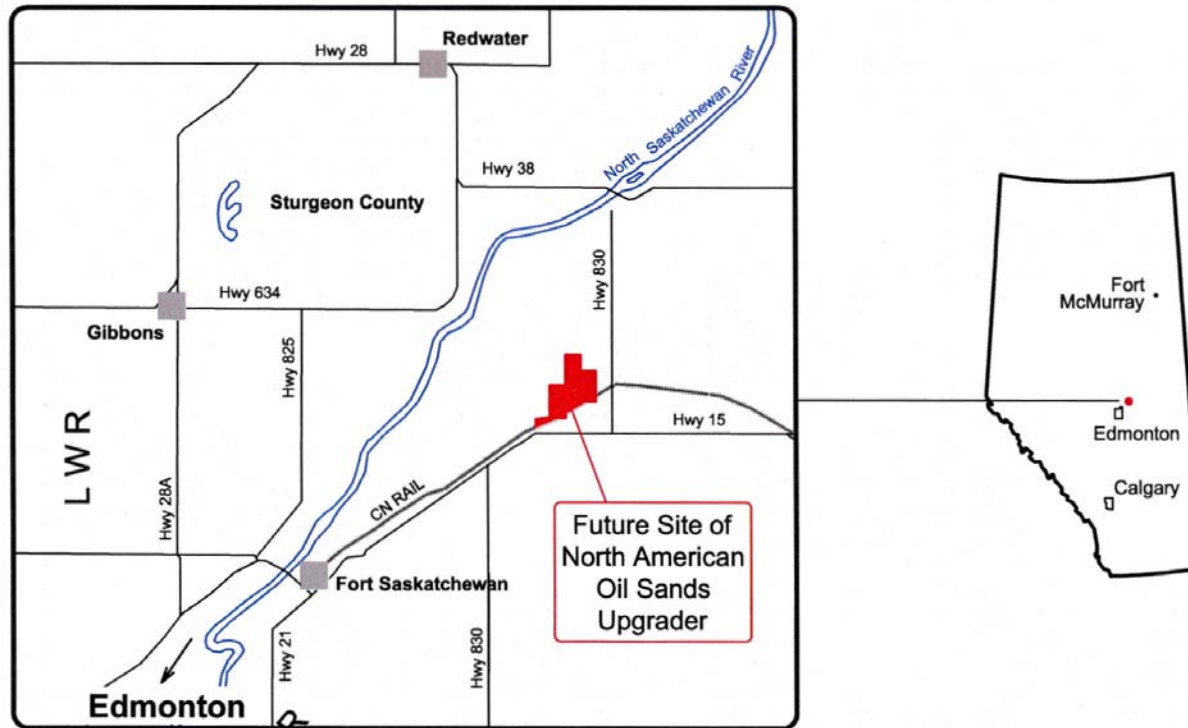 Redwater
Hwy 28
North Saskatchewan River
Hwy 38
Sturgeon County
Hwy 830
Hwy 634
Gibbons
Hwy 825
Hwy 15
L W R
Hwy 28A
CN RAIL
Future Site of
North American
Oil Sands
Upgrader
Fort Saskatchewan
Hwy 21
Hwy 830
Edmonton
Fort
McMurray
Edmonton
Calgary